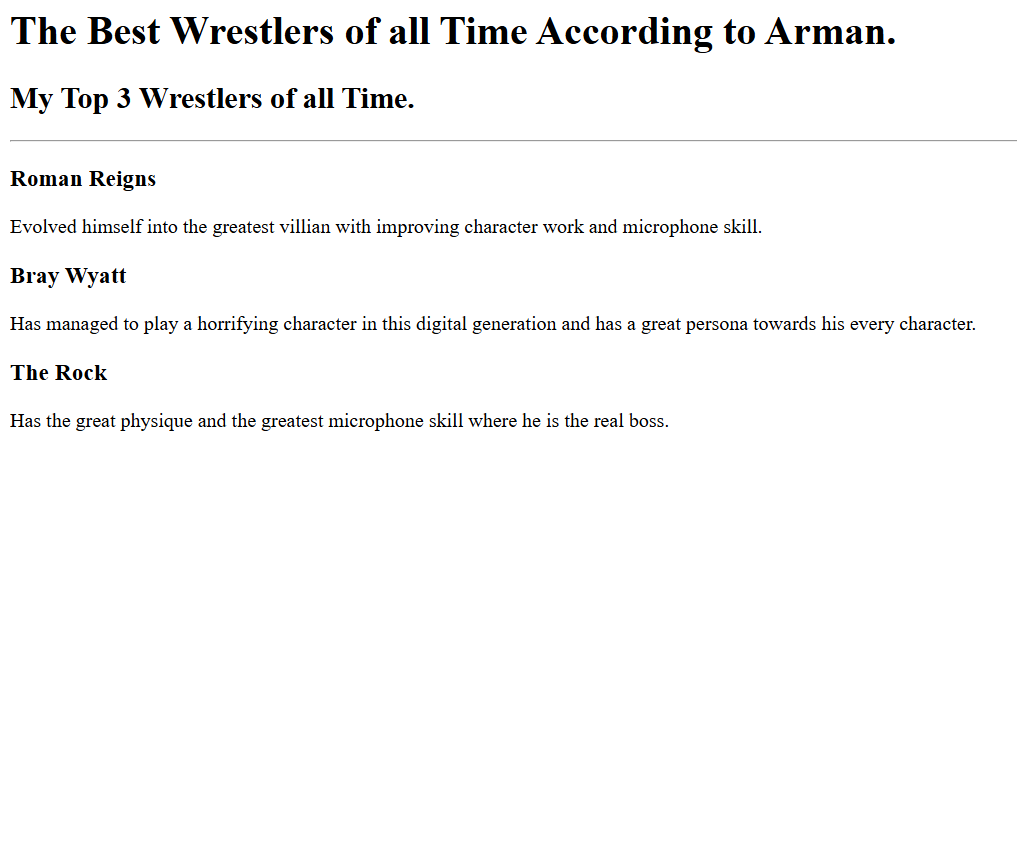 The Best Wrestlers of all Time According to Arman.
My Top 3 Wrestlers of all Time.
Roman Reigns
Evolved himself into the greatest villian with improving character work and microphone skill.
Bray Wyatt
Has managed to play a horrifying character in this digital generation and has a great persona towards his every character.
The Rock
Has the great physique and the greatest microphone skill where he is the real boss.